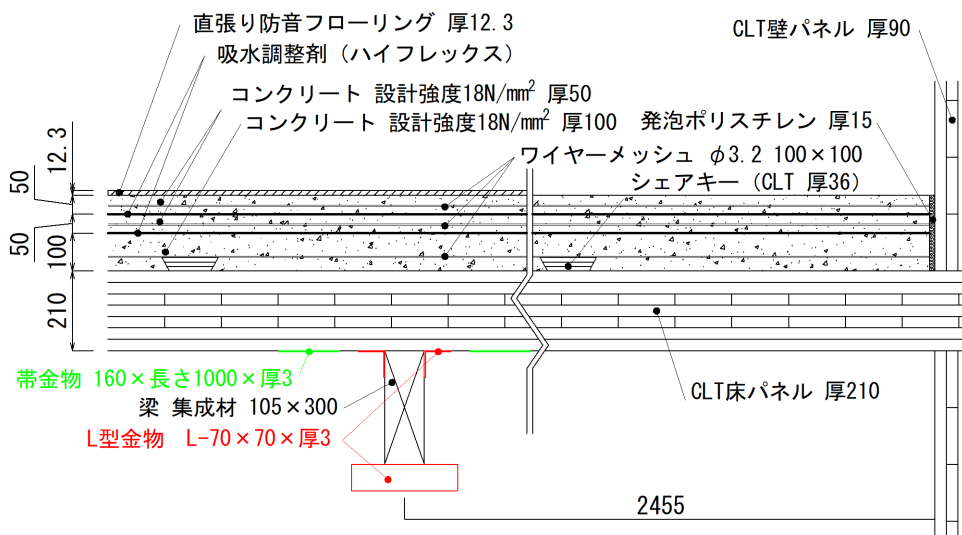 直張り防音フローリング 厚12.3
吸水調整剤（ハイフレックス）
CLT壁パネル 厚90
コンクリート 設計強度18N/mm² 厚50
コンクリート 設計強度18N/mm² 厚100
発泡ポリスチレン 厚15
ワイヤーメッシュ φ3.2 100×100
シェアキー（CLT 厚36）
12.3
50
50
100
210
帯金物 160×長さ1000×厚3
梁 集成材 105×300
L型金物 L-70×70×厚3
CLT床パネル 厚210
2455